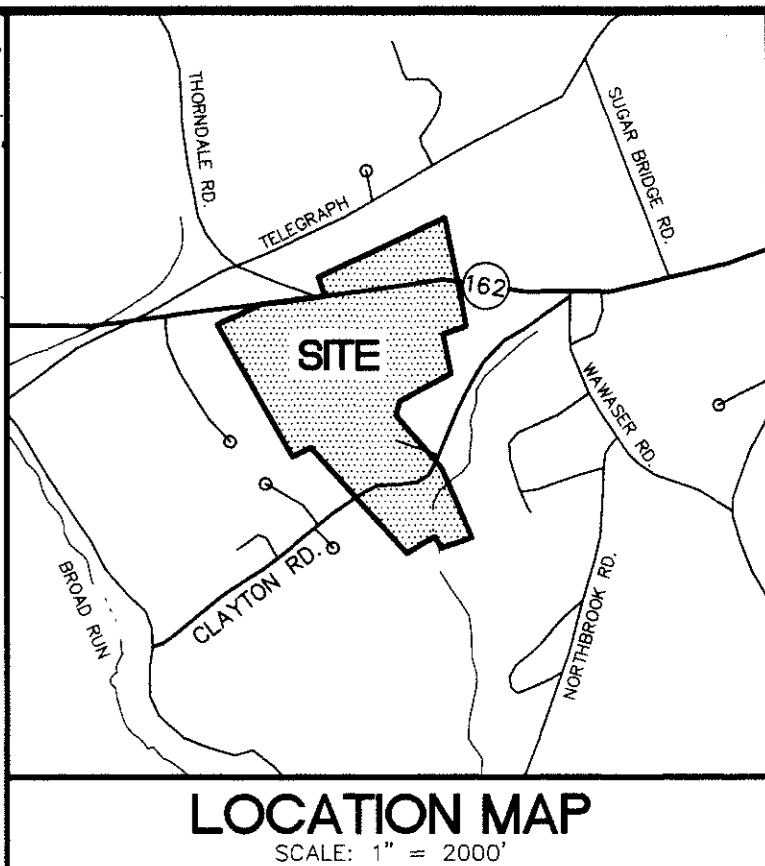 THORNDALE RD.
SUGAR BRIDGE RD.
TELEGRAPH
162
SITE
WAWASER RD.
BROAD RUN
CLAYTON RD.
NORTHBROOK RD.
LOCATION MAP
SCALE: 1" = 2000'